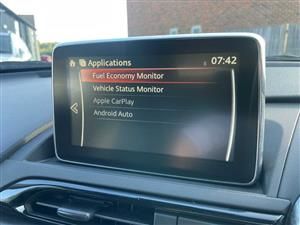 Applications
07:42
Fuel Economy Monitor
Vehicle Status Monitor
Apple CarPlay
Android Auto